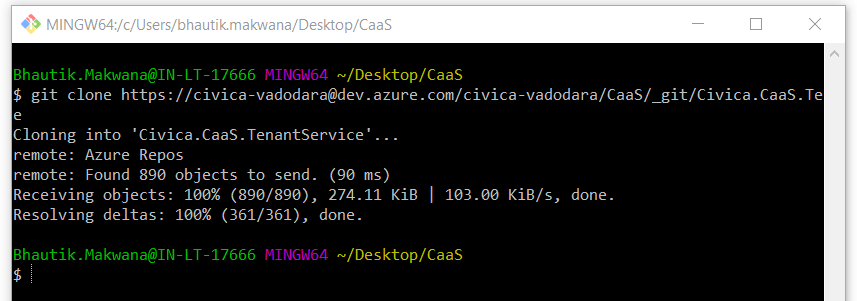 MINGW64:/c/Users/bhautik.makwana/Desktop/CaaS
Bhautik.Makwana@IN-LT-17666 MINGW64 ~/Desktop/CaaS
$ git clone https://civica-vadodara@dev.azure.com/civica-vadodara/CaaS/_git/Civica.CaaS.Te
e
Cloning into 'Civica.CaaS.TenantService'...
remote: Azure Repos
remote: Found 890 objects to send. (90 ms)
Receiving objects: 100% (890/890), 274.11 KiB | 103.00 KiB/s, done.
Resolving deltas: 100% (361/361), done.
Bhautik.Makwana@IN-LT-17666 MINGW64 ~/Desktop/CaaS
$